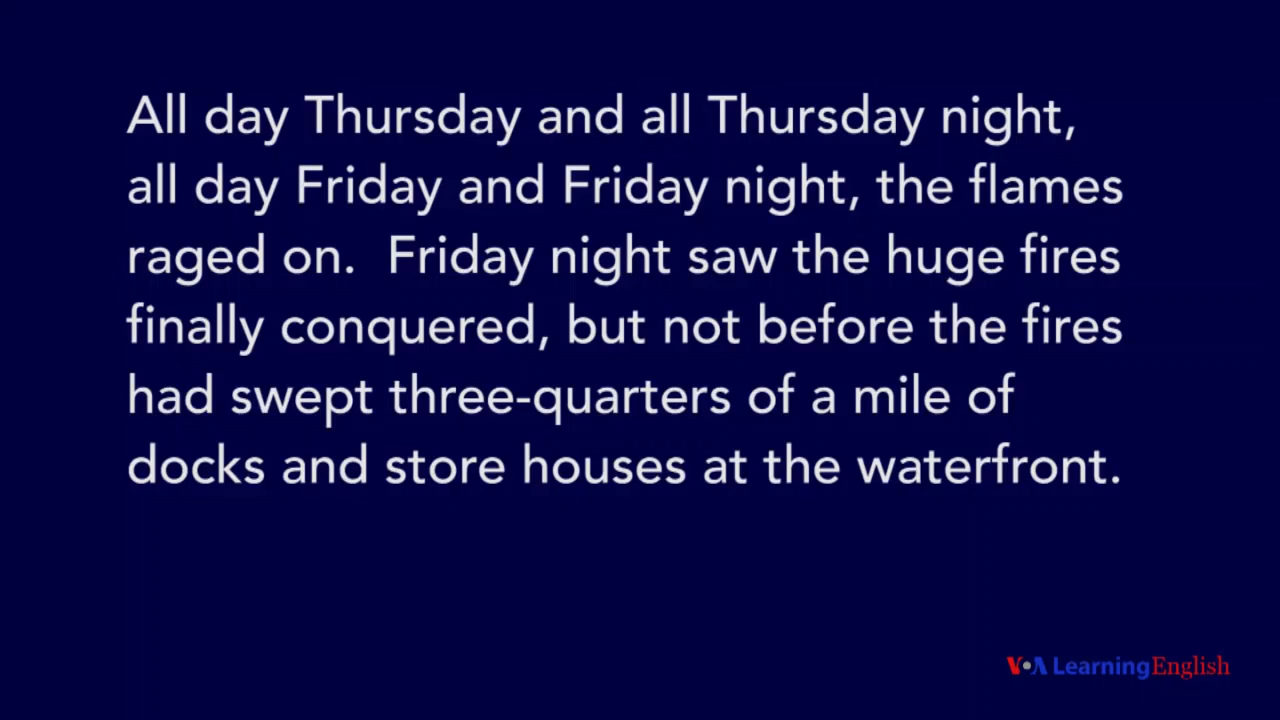 All day Thursday and all Thursday night,
all day Friday and Friday night, the flames
raged on.  Friday night saw the huge fires
finally conquered, but not before the fires
had swept three-quarters of a mile of
docks and store houses at the waterfront.
VOA LearningEnglish